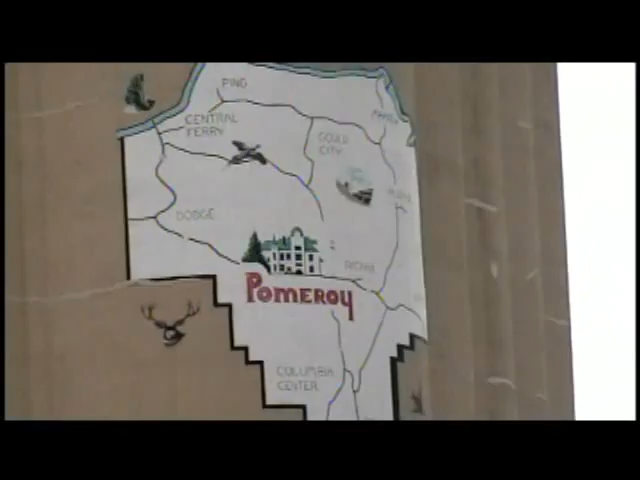 PING
CENTRAL
FERRY
GOULD
CITY
DODGE
POMEROY
COLUMBIA
CENTER